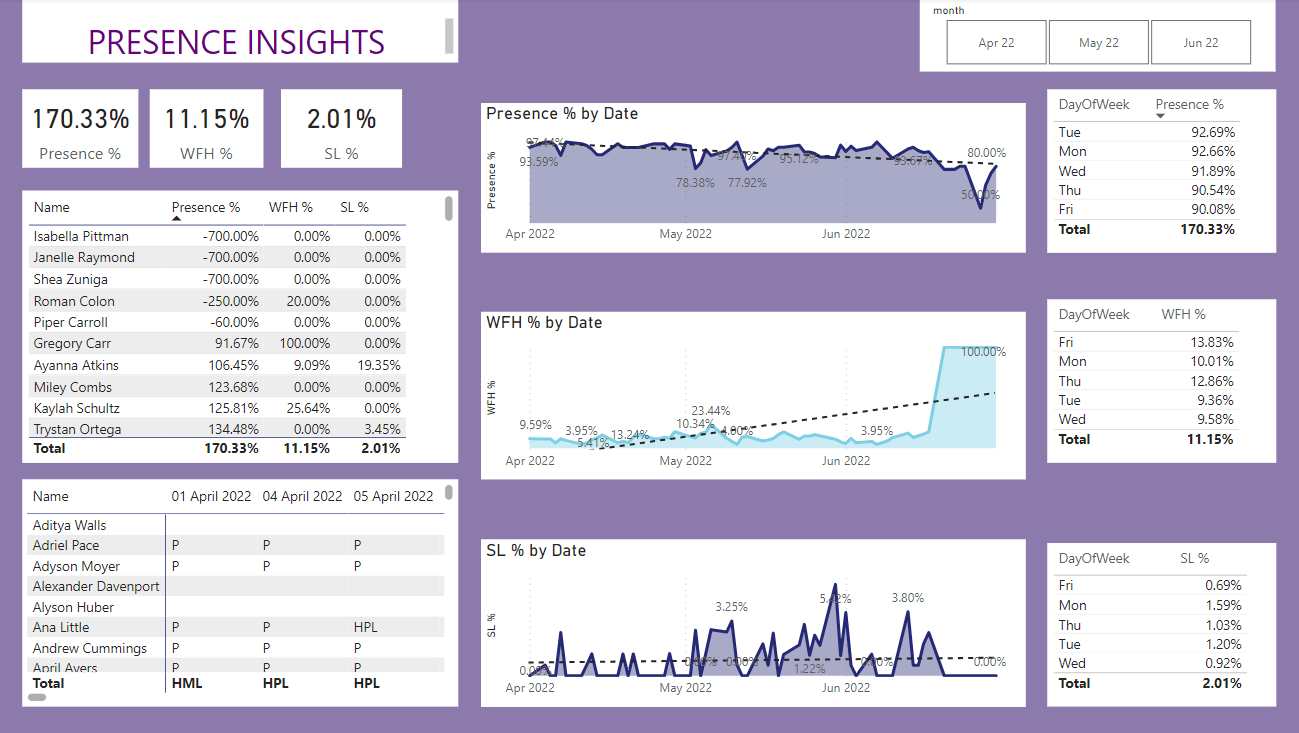 PRESENCE INSIGHTS
month
Apr 22 May 22 Jun 22
170.33%
Presence %
11.15%
WFH %
2.01%
SL %
Name Presence % WFH % SL %
Isabella Pittman -700.00% 0.00% 0.00%
Janelle Raymond -700.00% 0.00% 0.00%
Shea Zuniga -700.00% 0.00% 0.00%
Roman Colon -250.00% 20.00% 0.00%
Piper Carroll -60.00% 0.00% 0.00%
Gregory Carr 91.67% 100.00% 0.00%
Ayanna Atkins 106.45% 9.09% 19.35%
Miley Combs 123.68% 0.00% 0.00%
Kaylah Schultz 125.81% 25.64% 0.00%
Trystan Ortega 134.48% 0.00% 3.45%
Total 170.33% 11.15% 2.01%
Name 01 April 2022 04 April 2022 05 April 2022
Aditya Walls
Adriel Pace P P P
Adyson Moyer P P P
Alexander Davenport
Alyson Huber
Ana Little P P HPL
Andrew Cummings P P P
April Ayers P P P
Total HML HPL HPL
Presence % by Date
Presence %
97.44%
93.59%
78.38%
97.40%
77.92%
95.12%
93.67%
80.00%
50.00%
Apr 2022 May 2022 Jun 2022
WFH % by Date
WFH %
9.59%
3.95%
5.41%
13.24%
10.34%
23.44%
4.00%
3.95%
100.00%
Apr 2022 May 2022 Jun 2022
SL % by Date
SL %
0.00%
0.00%
3.25%
0.00%
1.22%
5.42%
0.00%
3.80%
0.00%
Apr 2022 May 2022 Jun 2022
DayOfWeek Presence %
Tue 92.69%
Mon 92.66%
Wed 91.89%
Thu 90.54%
Fri 90.08%
Total 170.33%
DayOfWeek WFH %
Fri 13.83%
Mon 10.01%
Thu 12.86%
Tue 9.36%
Wed 9.58%
Total 11.15%
DayOfWeek SL %
Fri 0.69%
Mon 1.59%
Thu 1.03%
Tue 1.20%
Wed 0.92%
Total 2.01%